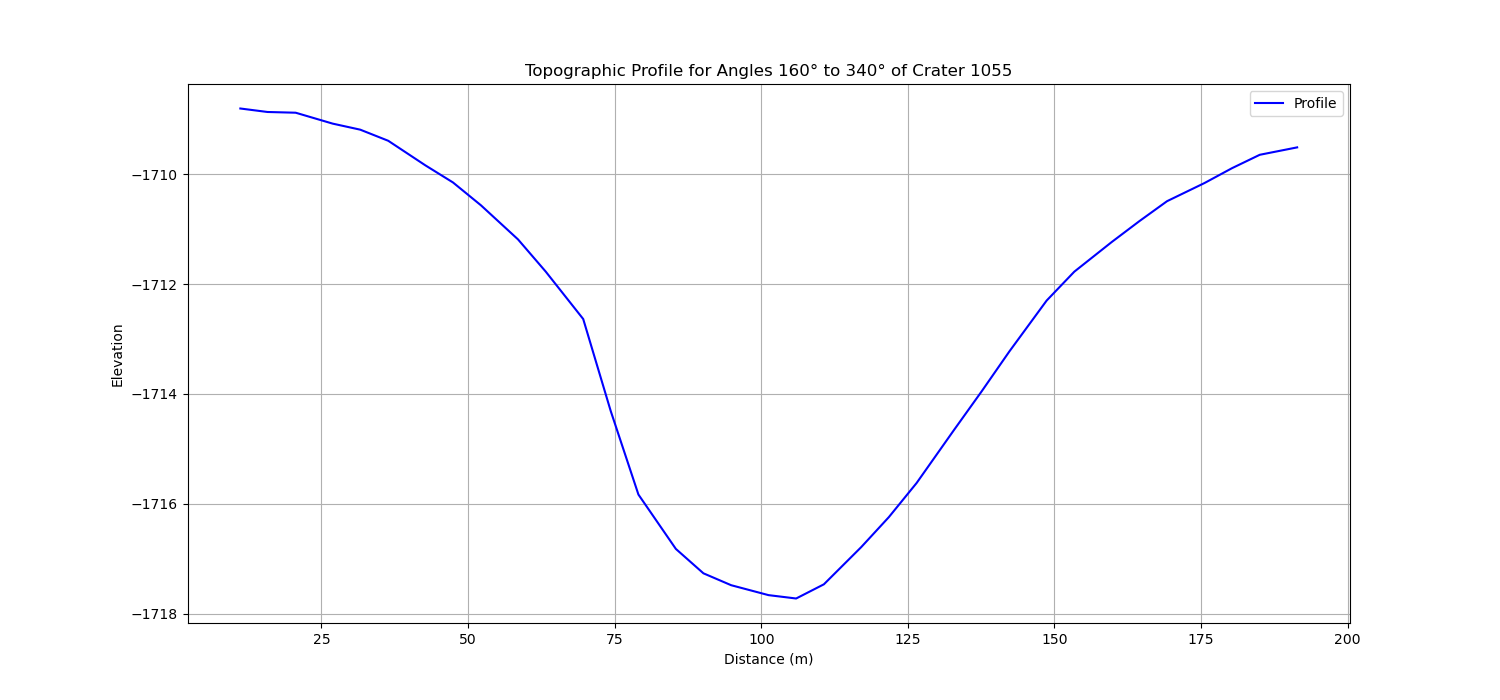 Topographic Profile for Angles 160° to 340° of Crater 1055
Profile
−1710
−1712
−1714
−1716
−1718
Elevation
25 50 75 100 125 150 175 200
Distance (m)